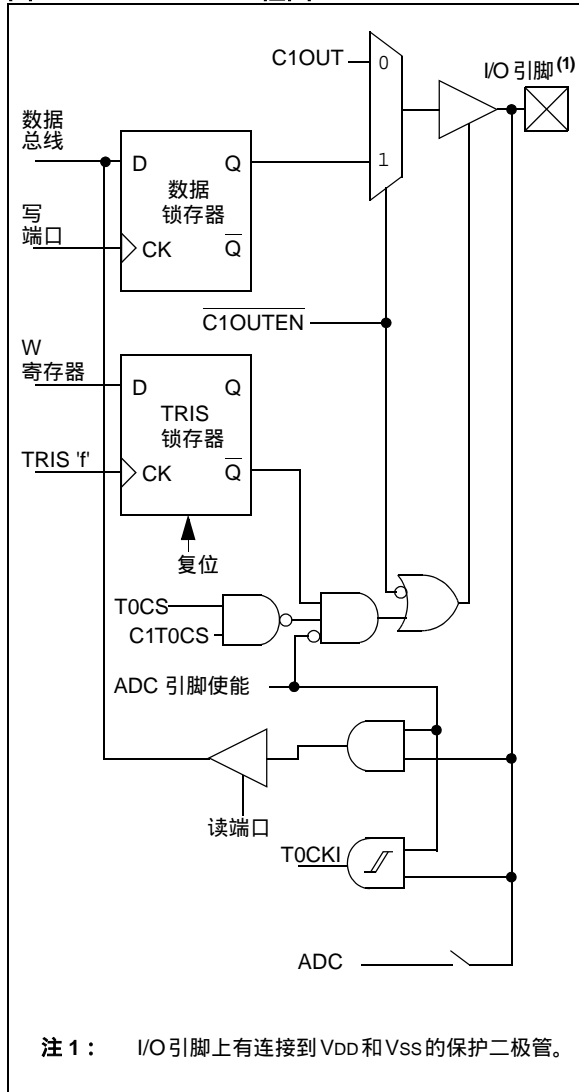 C1OUT
0
I/O 引脚(1)
数据
总线
D
Q
1
数据
锁存器
写
端口
CK
Q
C1OUTEN
W
寄存器
D
Q
TRIS
锁存器
TRIS 'f'
CK
Q
复位
T0CS
C1T0CS
ADC 引脚使能
读端口
T0CKI
ADC
注 1： I/O引脚上有连接到VDD和VSS的保护二极管。